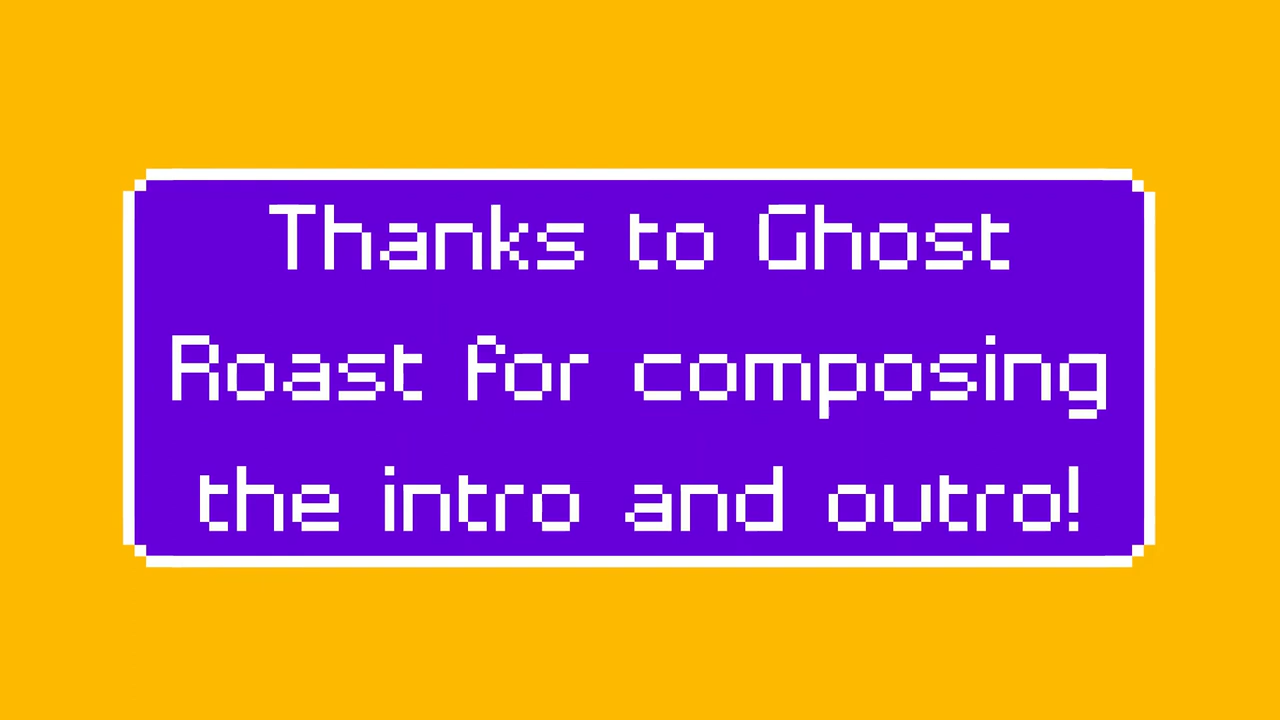 Thanks to Ghost
Roast for composing
the intro and outro!